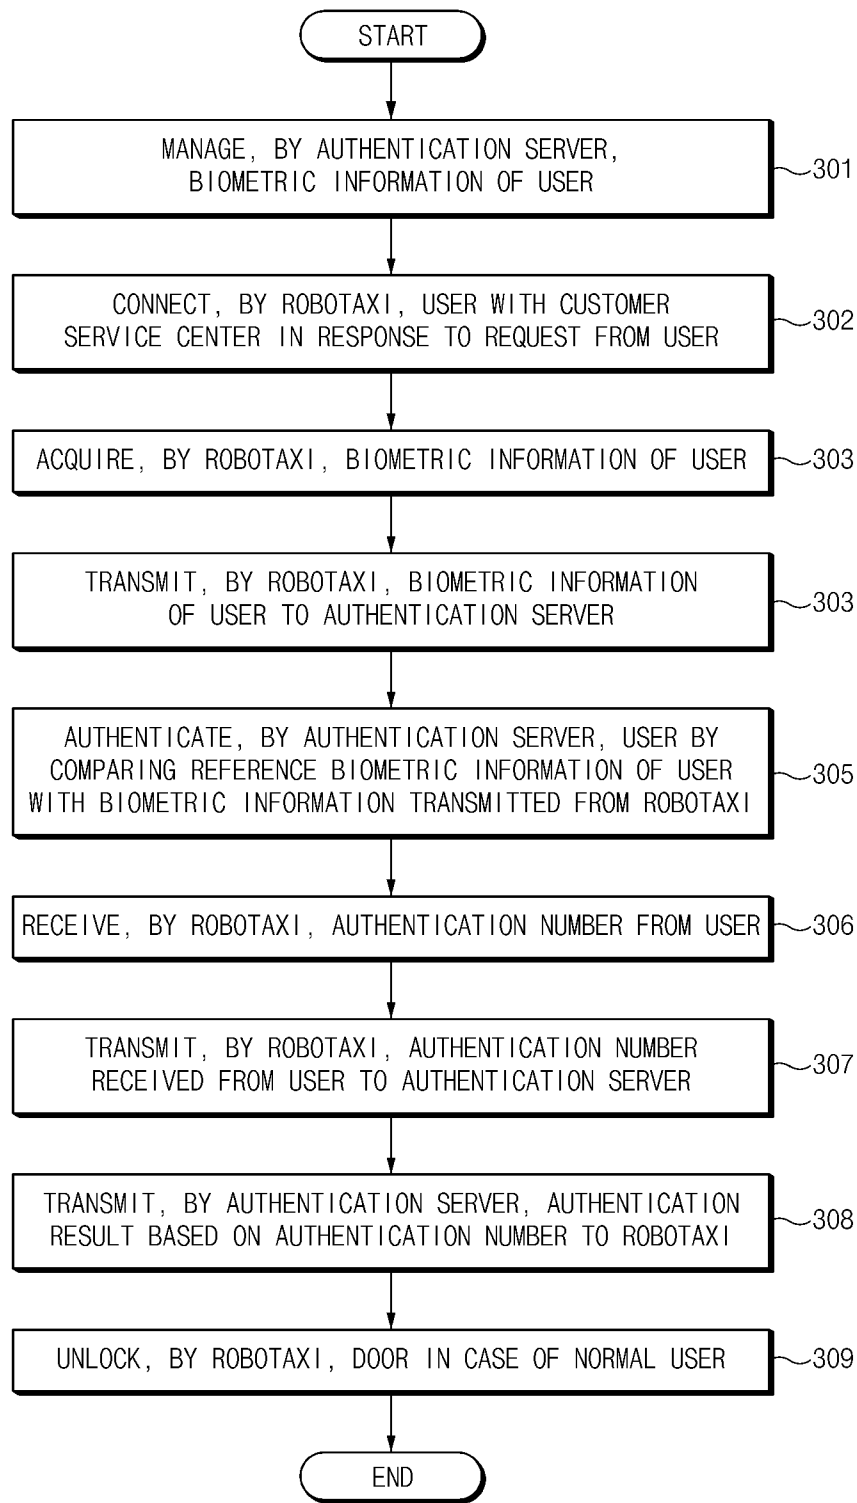 START
MANAGE, BY AUTHENTICATION SERVER,
BIOMETRIC INFORMATION OF USER
301
CONNECT, BY ROBOTAXI, USER WITH CUSTOMER
SERVICE CENTER IN RESPONSE TO REQUEST FROM USER
302
ACQUIRE, BY ROBOTAXI, BIOMETRIC INFORMATION OF USER
303
TRANSMIT, BY ROBOTAXI, BIOMETRIC INFORMATION
OF USER TO AUTHENTICATION SERVER
303
AUTHENTICATE, BY AUTHENTICATION SERVER, USER BY
COMPARING REFERENCE BIOMETRIC INFORMATION OF USER
WITH BIOMETRIC INFORMATION TRANSMITTED FROM ROBOTAXI
305
RECEIVE, BY ROBOTAXI, AUTHENTICATION NUMBER FROM USER
306
TRANSMIT, BY ROBOTAXI, AUTHENTICATION NUMBER
RECEIVED FROM USER TO AUTHENTICATION SERVER
307
TRANSMIT, BY AUTHENTICATION SERVER, AUTHENTICATION
RESULT BASED ON AUTHENTICATION NUMBER TO ROBOTAXI
308
UNLOCK, BY ROBOTAXI, DOOR IN CASE OF NORMAL USER
309
END